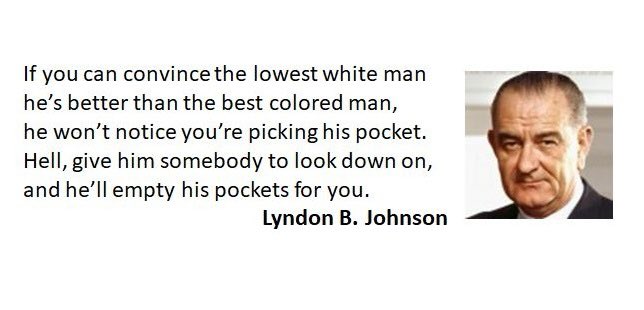 If you can convince the lowest white man
he’s better than the best colored man,
he won’t notice you’re picking his pocket.
Hell, give him somebody to look down on,
and he’ll empty his pockets for you.
Lyndon B. Johnson